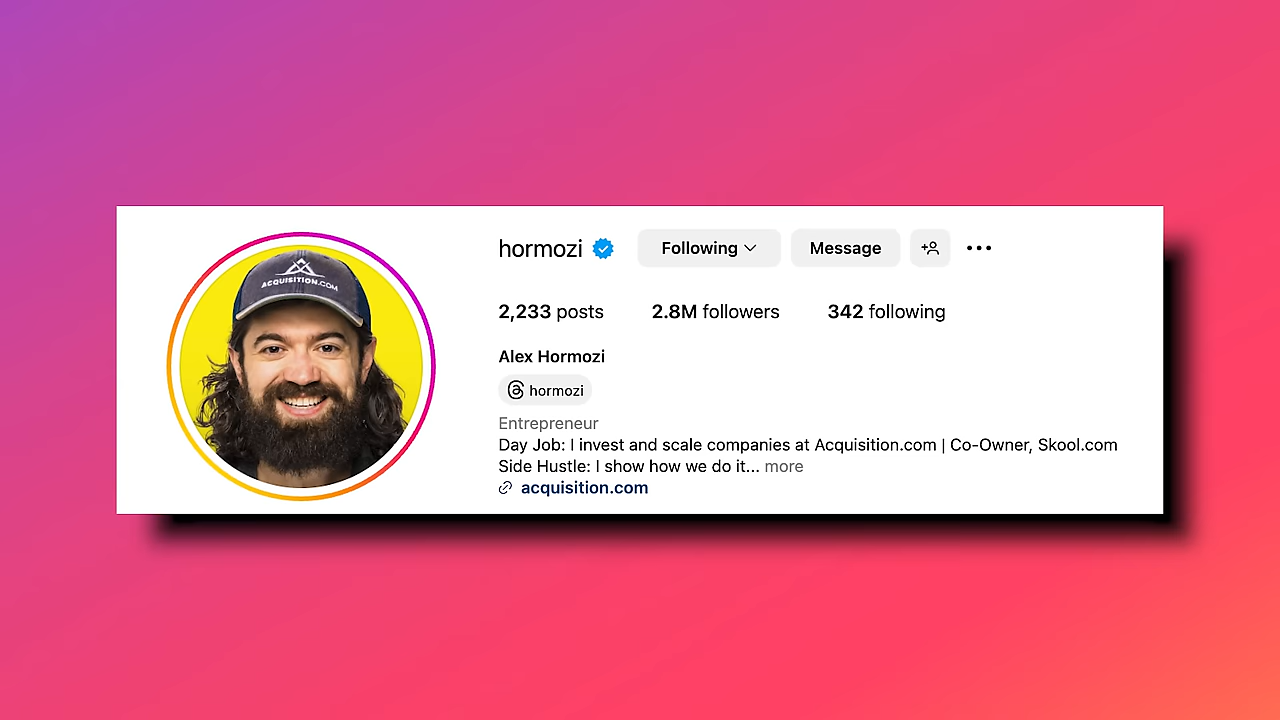 ACQUISITION.COM
hormozi Following Message
2,233 posts 2.8M followers 342 following
Alex Hormozi
hormozi
Entrepreneur
Day Job: I invest and scale companies at Acquisition.com | Co-Owner, Skool.com
Side Hustle: I show how we do it... more
acquisition.com